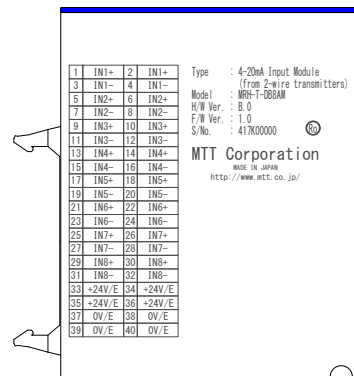 1 IN1+ 2 IN1+
3 IN1- 4 IN1-
5 IN2+ 6 IN2+
7 IN2- 8 IN2-
9 IN3+ 10 IN3+
11 IN3- 12 IN3-
13 IN4+ 14 IN4+
15 IN4- 16 IN4-
17 IN5+ 18 IN5+
19 IN5- 20 IN5-
21 IN6+ 22 IN6+
23 IN6- 24 IN6-
25 IN7+ 26 IN7+
27 IN7- 28 IN7-
29 IN8+ 30 IN8+
31 IN8- 32 IN8-
33 +24V/E 34 +24V/E
35 +24V/E 36 +24V/E
37 0V/E 38 0V/E
39 0V/E 40 0V/E
Type : 4-20mA Input Module
(from 2-wire transmitters)
Model : MRH-T-DB8AM
H/W Ver. : B.0
F/W Ver. : 1.0
S/No. : 417K00000
Ro
MTT Corporation
MADE IN JAPAN
http://www.mtt.co.jp/